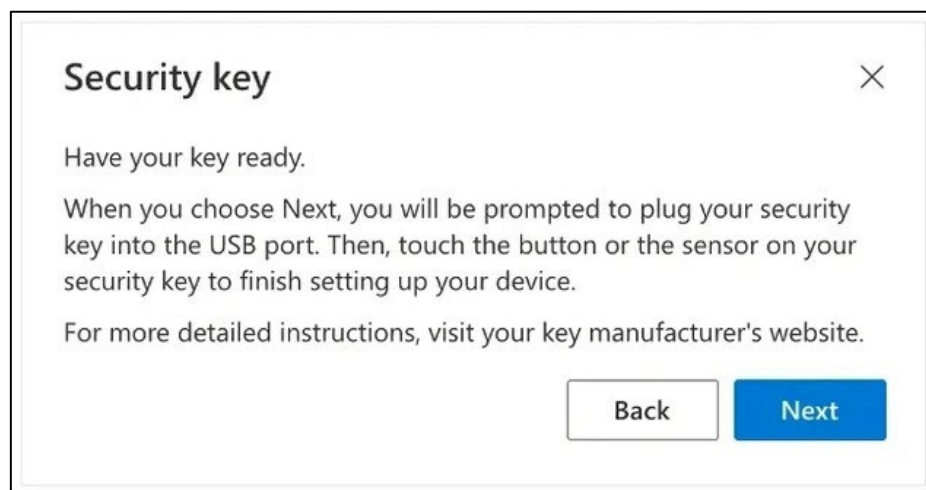 Security key
Have your key ready.
When you choose Next, you will be prompted to plug your security
key into the USB port. Then, touch the button or the sensor on your
security key to finish setting up your device.
For more detailed instructions, visit your key manufacturer's website.
Back
Next